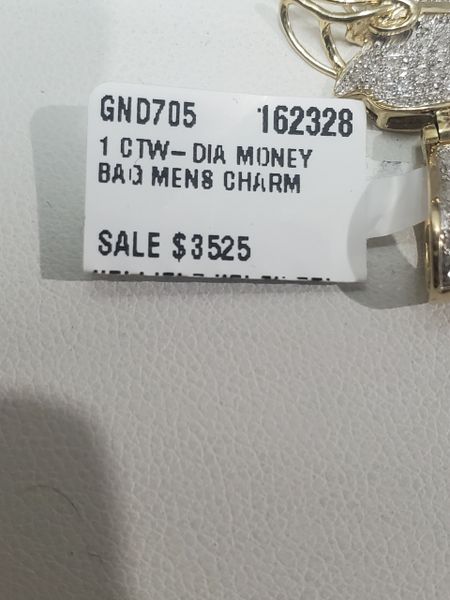 GND705 162328
1 CTW-DIA MONEY
BAG MENS CHARM
SALE $3525